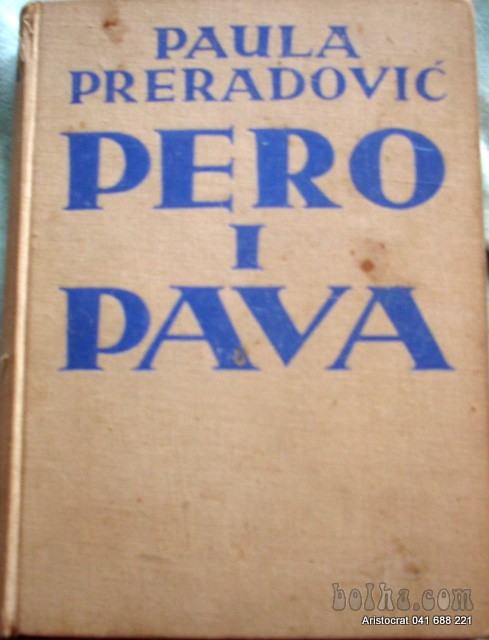 PAULA
PRERADOVIĆ
PERO
I
PAVA
bolha.com
Aristocrat 041 688 221